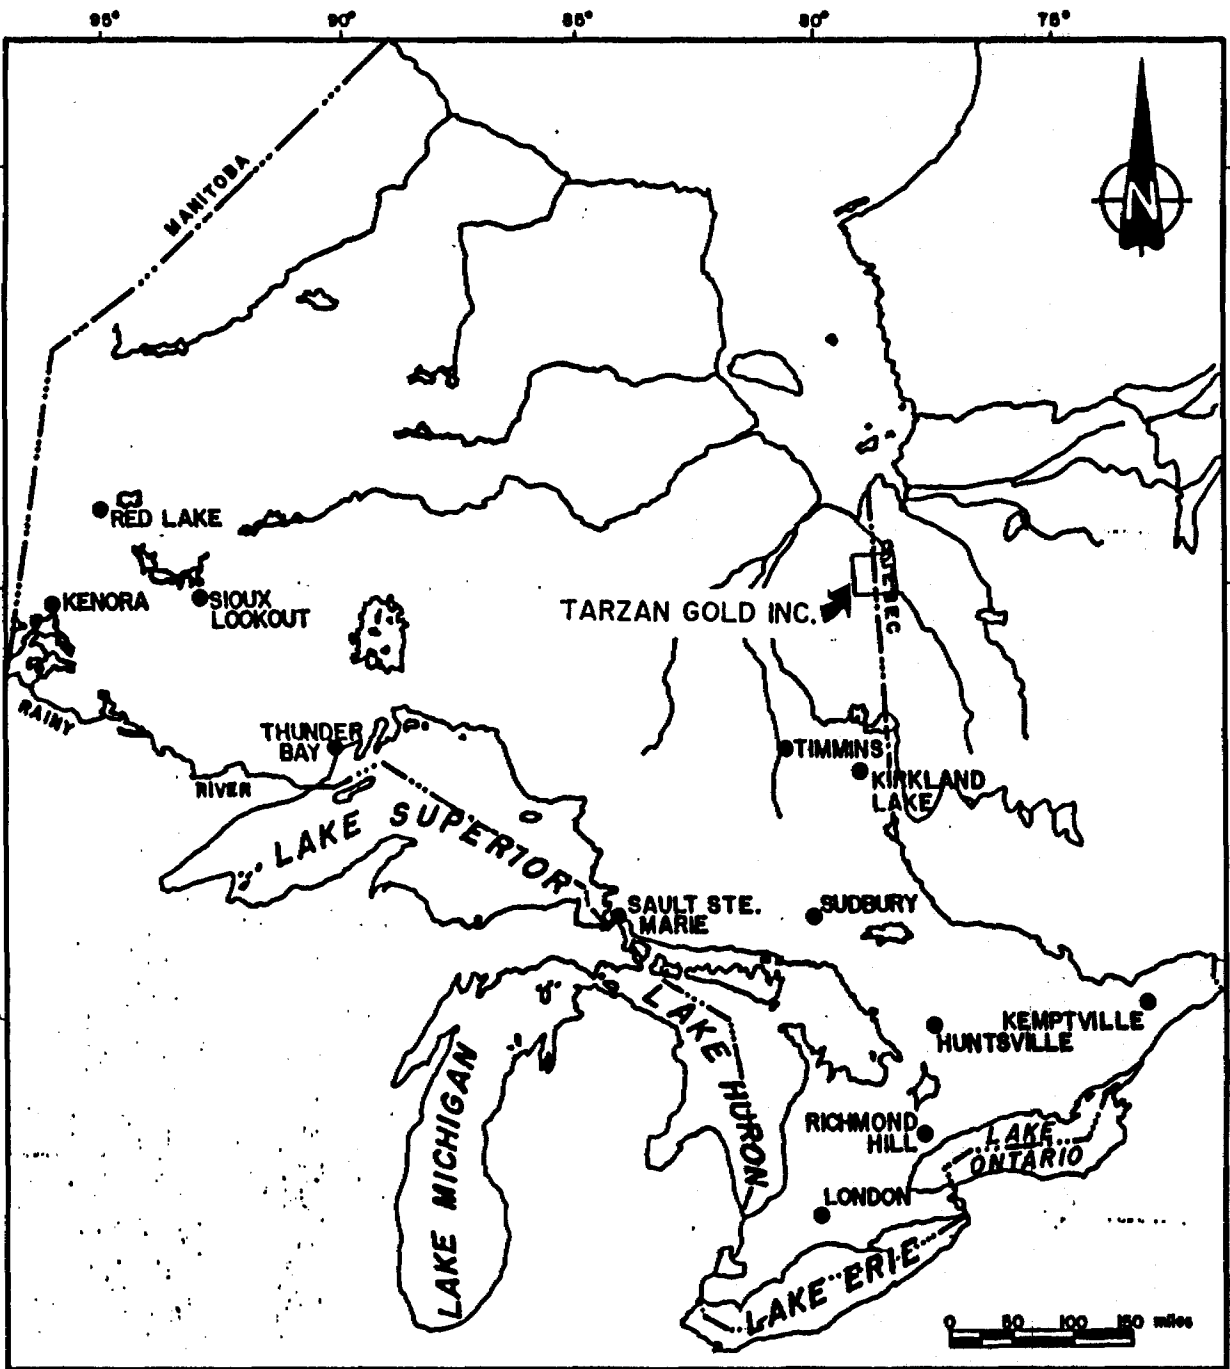 95° 90° 85° 80° 75°
MANITOBA
N
RED LAKE
KENORA
SIOUX
LOOKOUT
TARZAN GOLD INC.
QUEBEC
RAINY
RIVER
THUNDER
BAY
TIMMINS
KIRKLAND
LAKE
LAKE SUPERIOR
SAULT STE.
MARIE
SUDBURY
LAKE HURON
KEMPTVILLE
HUNTSVILLE
LAKE MICHIGAN
RICHMOND
HILL
LAKE
ONTARIO
LONDON
LAKE ERIE
0 50 100 150 miles